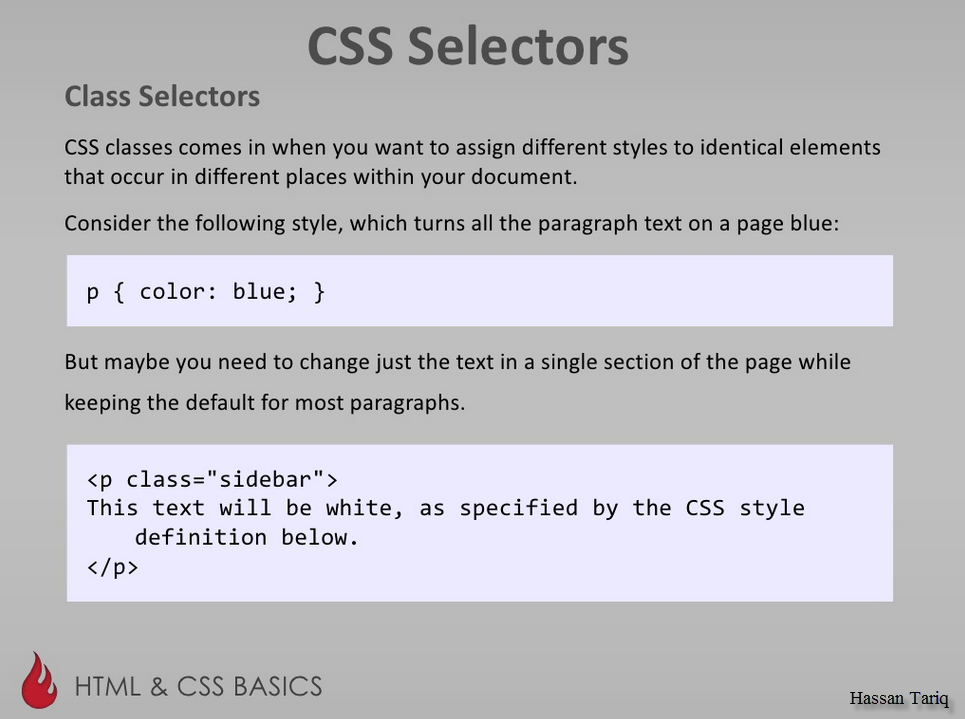 CSS Selectors
Class Selectors
CSS classes comes in when you want to assign different styles to identical elements
that occur in different places within your document.
Consider the following style, which turns all the paragraph text on a page blue:
p { color: blue; }
But maybe you need to change just the text in a single section of the page while
keeping the default for most paragraphs.
<p class="sidebar">
This text will be white, as specified by the CSS style
definition below.
</p>
HTML & CSS BASICS
Hassan Tariq